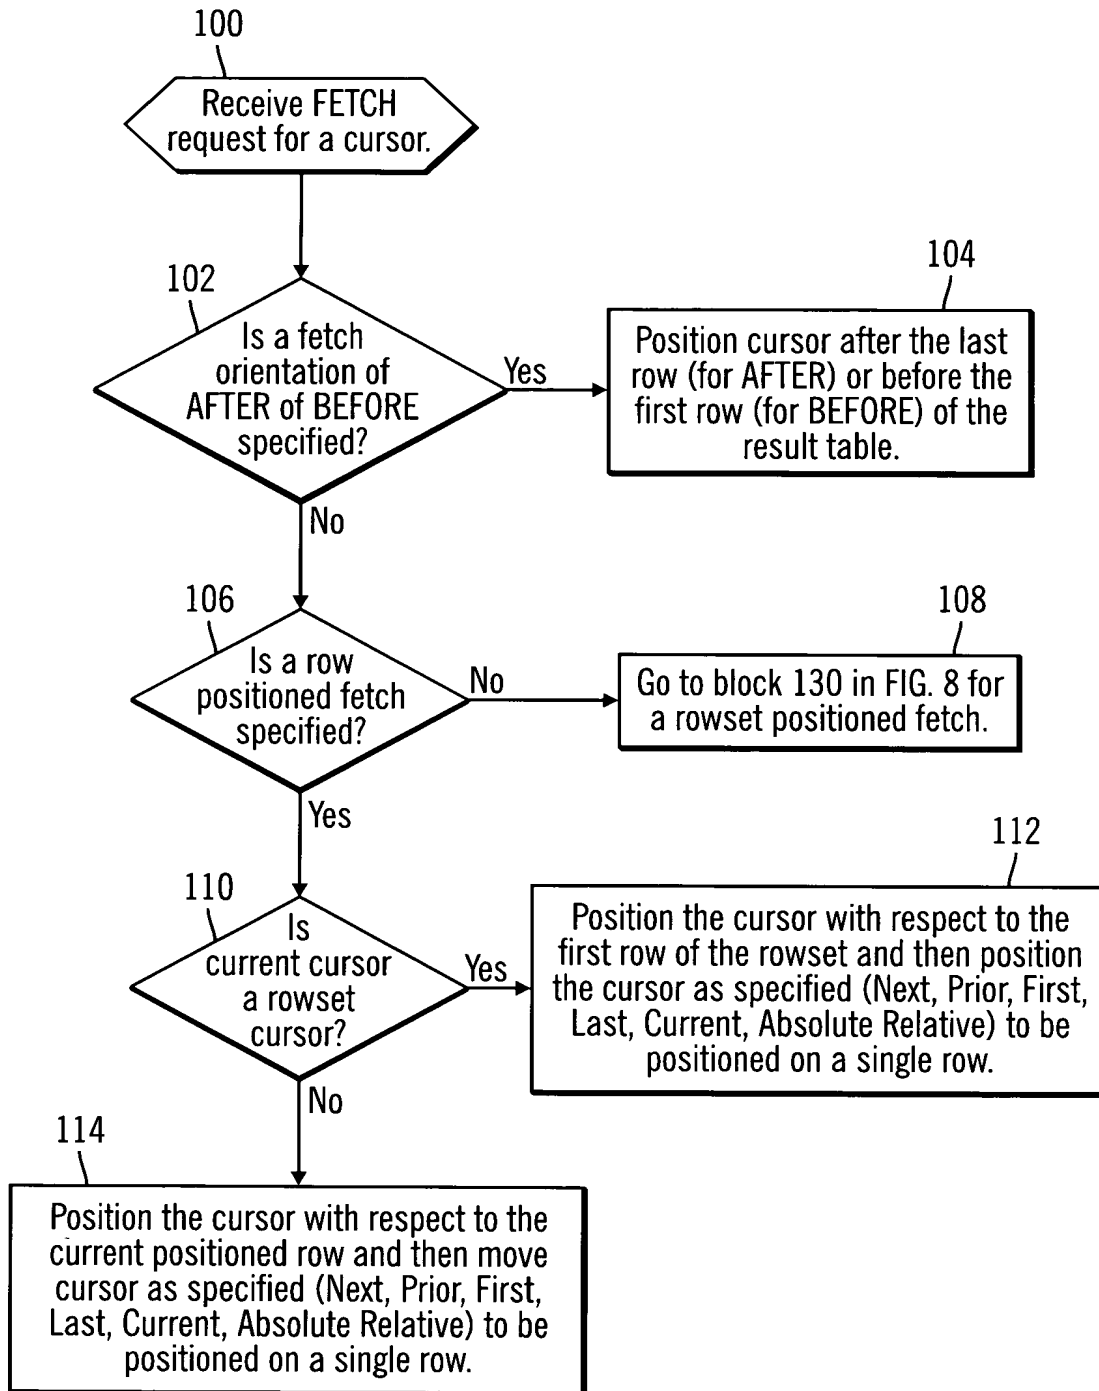 100
Receive FETCH
request for a cursor.
102
Is a fetch
orientation of
AFTER of BEFORE
specified?
Yes
104
Position cursor after the last
row (for AFTER) or before the
first row (for BEFORE) of the
result table.
No
106
Is a row
positioned fetch
specified?
No
108
Go to block 130 in FIG. 8 for
a rowset positioned fetch.
Yes
110
Is
current cursor
a rowset
cursor?
Yes
112
Position the cursor with respect to the
first row of the rowset and then position
the cursor as specified (Next, Prior, First,
Last, Current, Absolute Relative) to be
positioned on a single row.
No
114
Position the cursor with respect to the
current positioned row and then move
cursor as specified (Next, Prior, First,
Last, Current, Absolute Relative) to be
positioned on a single row.